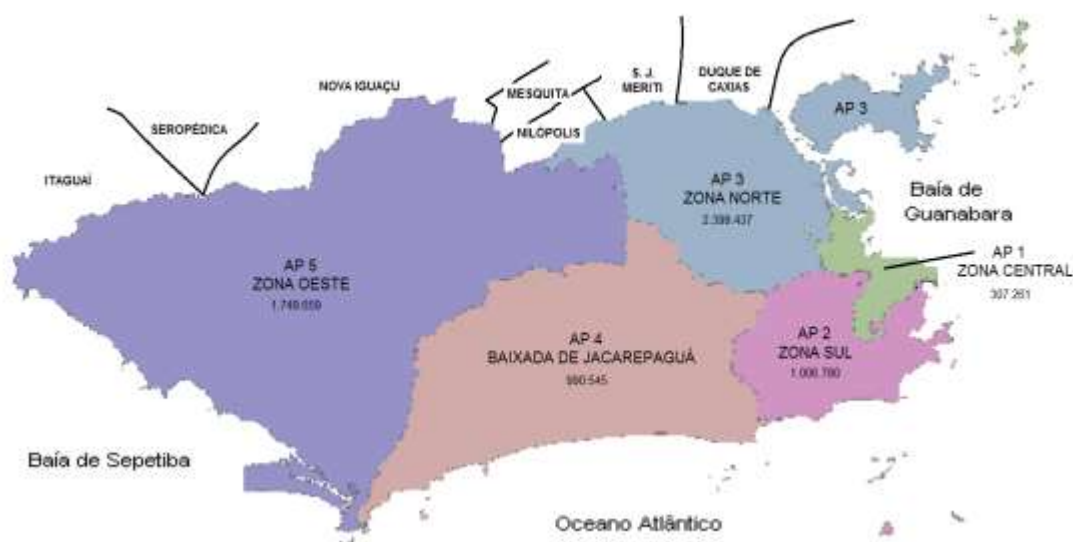 NOVA IGUAÇU
MESQUITA
S. J.
MERITI
DUQUE DE
CAXIAS
SEROPÉDICA
NILÓPOLIS
ITAGUAÍ
AP 3
AP 3
ZONA NORTE
Baía de
Guanabara
AP 1
ZONA CENTRAL
AP 5
ZONA OESTE
AP 4
BAIXADA DE JACAREPAGUÁ
AP 2
ZONA SUL
Baía de Sepetiba
Oceano Atlântico